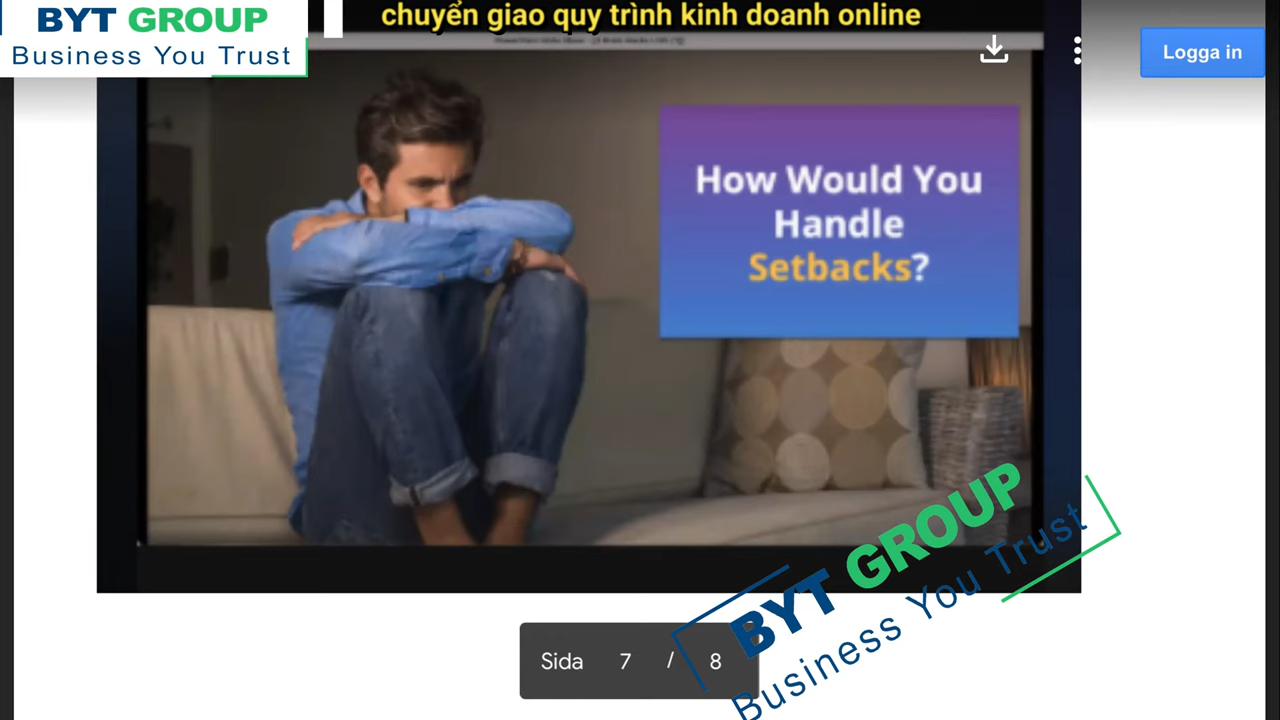 BYT GROUP
Business You Trust
chuyển giao quy trình kinh doanh online
Logga in
How Would You
Handle
Setbacks?
BYT GROUP
Business You Trust
Sida 7 / 8